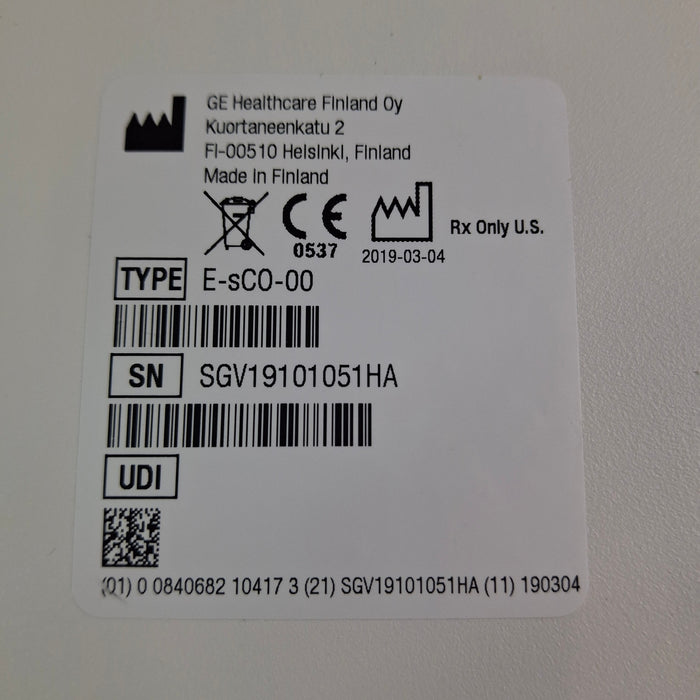 GE Healthcare Finland Oy
Kuortaneenkatu 2
FI-00510 Helsinki, Finland
Made in Finland
CE
0537
2019-03-04
Rx Only U.S.
TYPE E-sCO-00
SN SGV19101051HA
UDI
(01) 0 0840682 10417 3 (21) SGV19101051HA (11) 190304